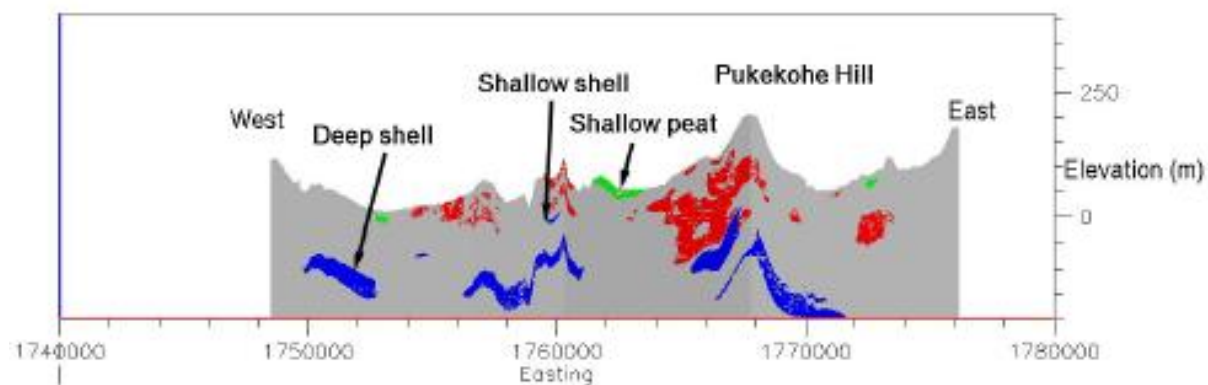 Pukekohe Hill
Shallow shell
250
West
Shallow peat
East
Deep shell
Elevation (m)
0
1740000 1750000 1760000 1770000 1780000
Easting